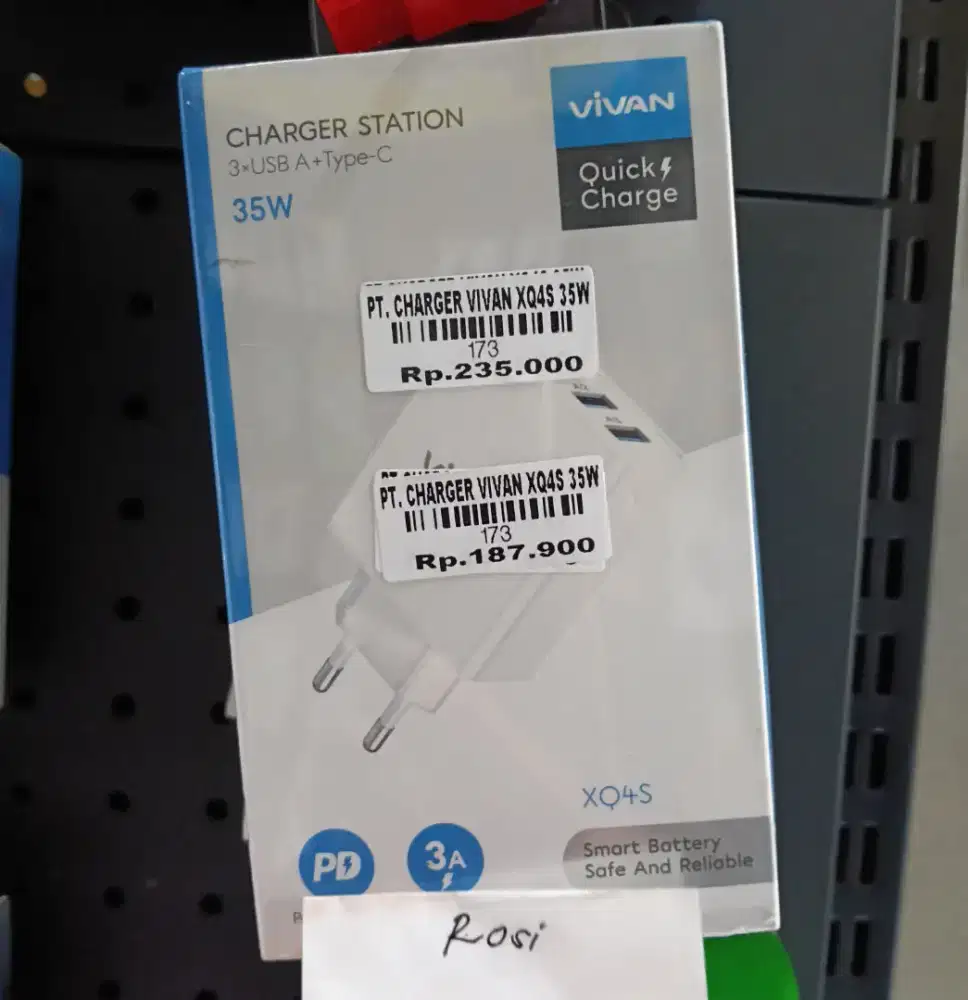 CHARGER STATION
3×USB A+Type-C
35W
VIVAN
Quick
Charge
PT. CHARGER VIVAN XQ4S 35W
173
Rp.235.000
PT. CHARGER VIVAN XQ4S 35W
173
Rp.187.900
XQ4S
PD
3A
Smart Battery
Safe And Reliable
Rosi